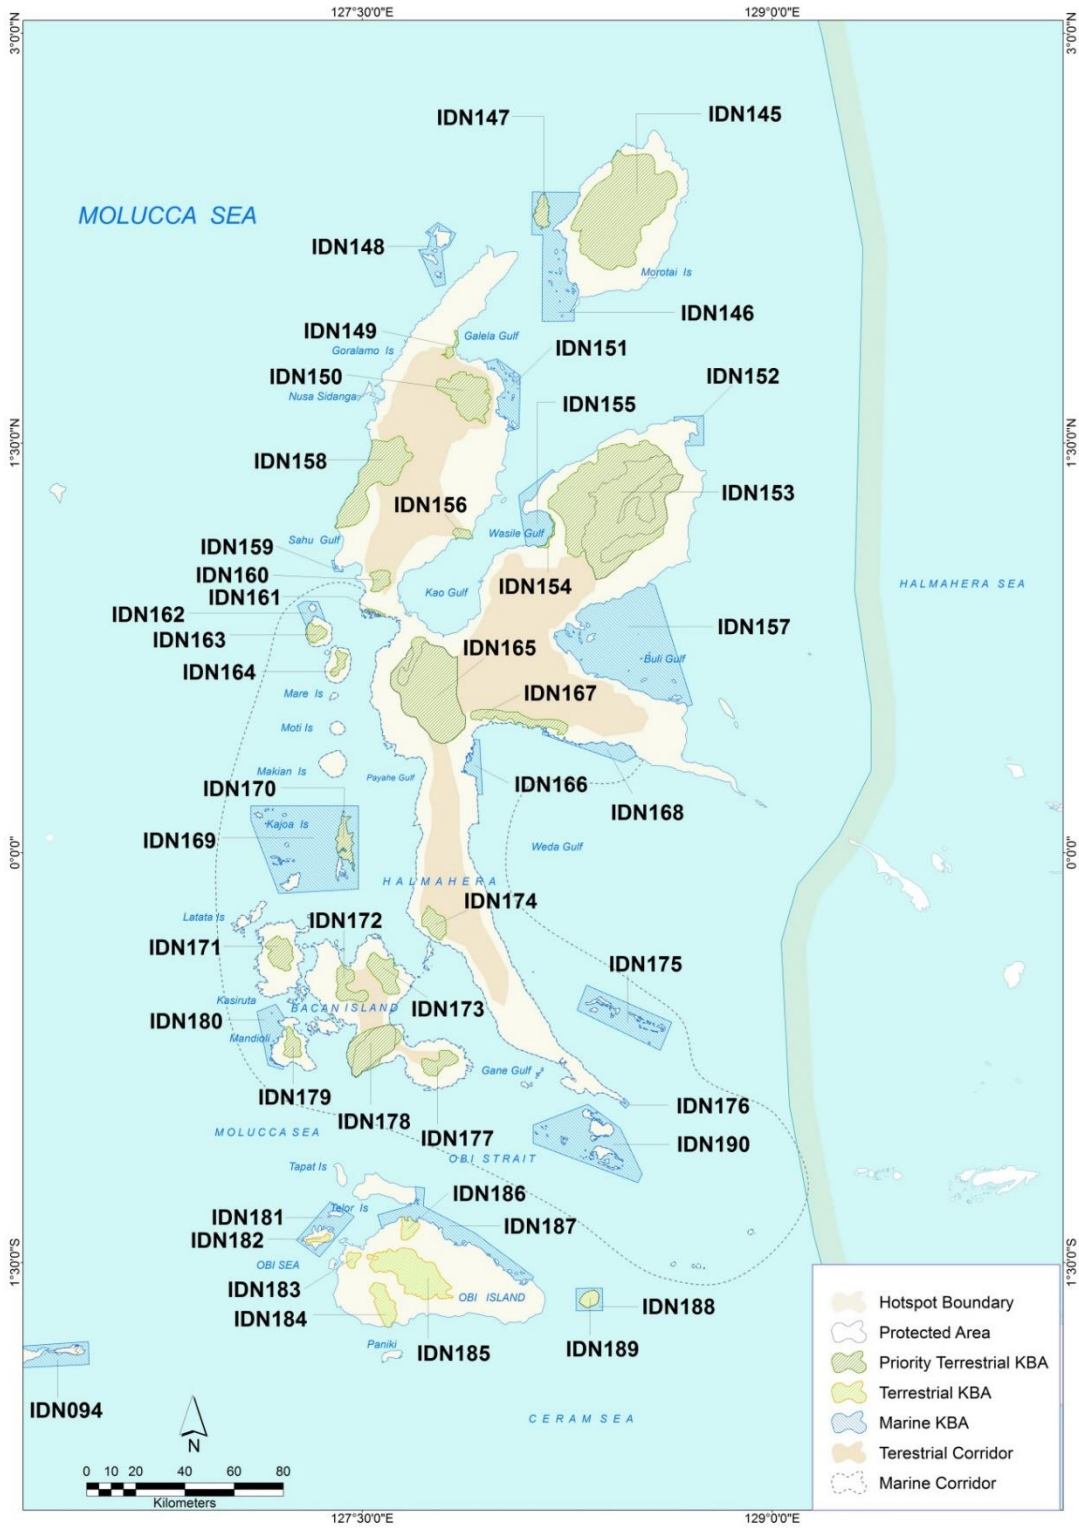 127°30'0"E
129°0'0"E
3°0'0"N
3°0'0"N
IDN147
IDN145
MOLUCCA SEA
IDN148
Morotai Is
IDN146
IDN149
Galela Gulf
Goralamo Is
IDN151
IDN150
IDN152
Nusa Sidanga
IDN155
1°30'0"N
1°30'0"N
IDN158
IDN153
IDN156
Wasile Gulf
Sahu Gulf
IDN159
IDN160
IDN154
HALMAHERA SEA
Kao Gulf
IDN161
IDN162
IDN157
IDN163
IDN165
Buli Gulf
IDN164
IDN167
Mare Is
Moti Is
Makian Is
Payahe Gulf
IDN166
IDN170
IDN168
Kajoa Is
IDN169
Weda Gulf
0°0'0"
0°0'0"
HALMAHERA
IDN174
Latata Is
IDN172
IDN171
IDN175
Kasiruta
BACAN ISLAND
IDN173
IDN180
Mandioli
Gane Gulf
IDN179
IDN176
IDN178
MOLUCCA SEA
IDN177
IDN190
OBI STRAIT
Tapat Is
IDN186
Telor Is
IDN181
IDN187
IDN182
OBI SEA
1°30'0"S
1°30'0"S
IDN183
OBI ISLAND
IDN188
IDN184
Paniki
IDN185
IDN189
IDN094
CERAM SEA
N
0 10 20 40 60 80
Kilometers
Hotspot Boundary
Protected Area
Priority Terrestrial KBA
Terrestrial KBA
Marine KBA
Terestrial Corridor
Marine Corridor
127°30'0"E
129°0'0"E